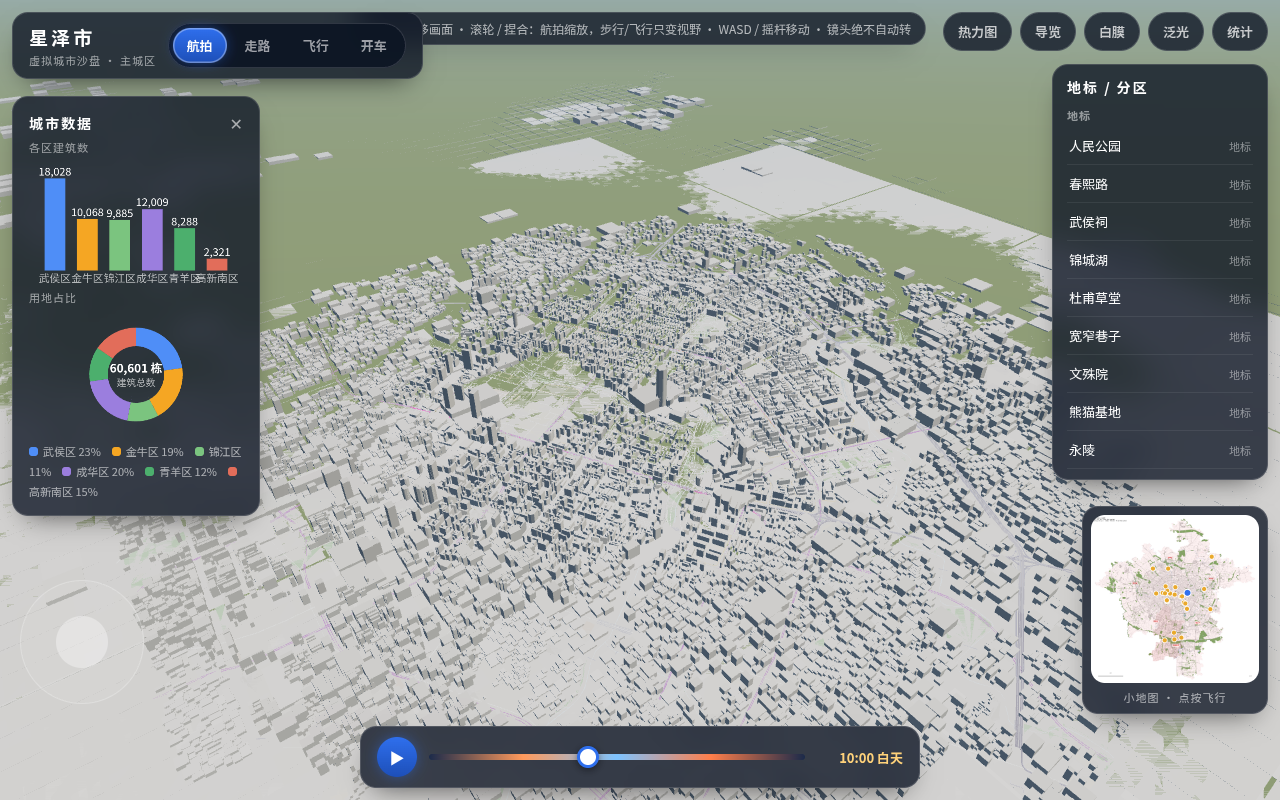 星泽市
虚拟城市沙盘 · 主城区
航拍
走路
飞行
开车
移画面 · 滚轮 / 捏合：航拍缩放，步行/飞行只变视野 · WASD / 摇杆移动 · 镜头绝不自动转
热力图
导览
白膜
泛光
统计
城市数据
×
各区建筑数
18,028
10,068
9,885
12,009
8,288
2,321
武侯区
金牛区
锦江区
成华区
青羊区
高新南区
用地占比
60,601 栋
建筑总数
武侯区 23% 金牛区 19% 锦江区
11% 成华区 20% 青羊区 12%
高新南区 15%
地标 / 分区
地标
人民公园 地标
春熙路 地标
武侯祠 地标
锦城湖 地标
杜甫草堂 地标
宽窄巷子 地标
文殊院 地标
熊猫基地 地标
永陵 地标
小地图 · 点按飞行
10:00 白天